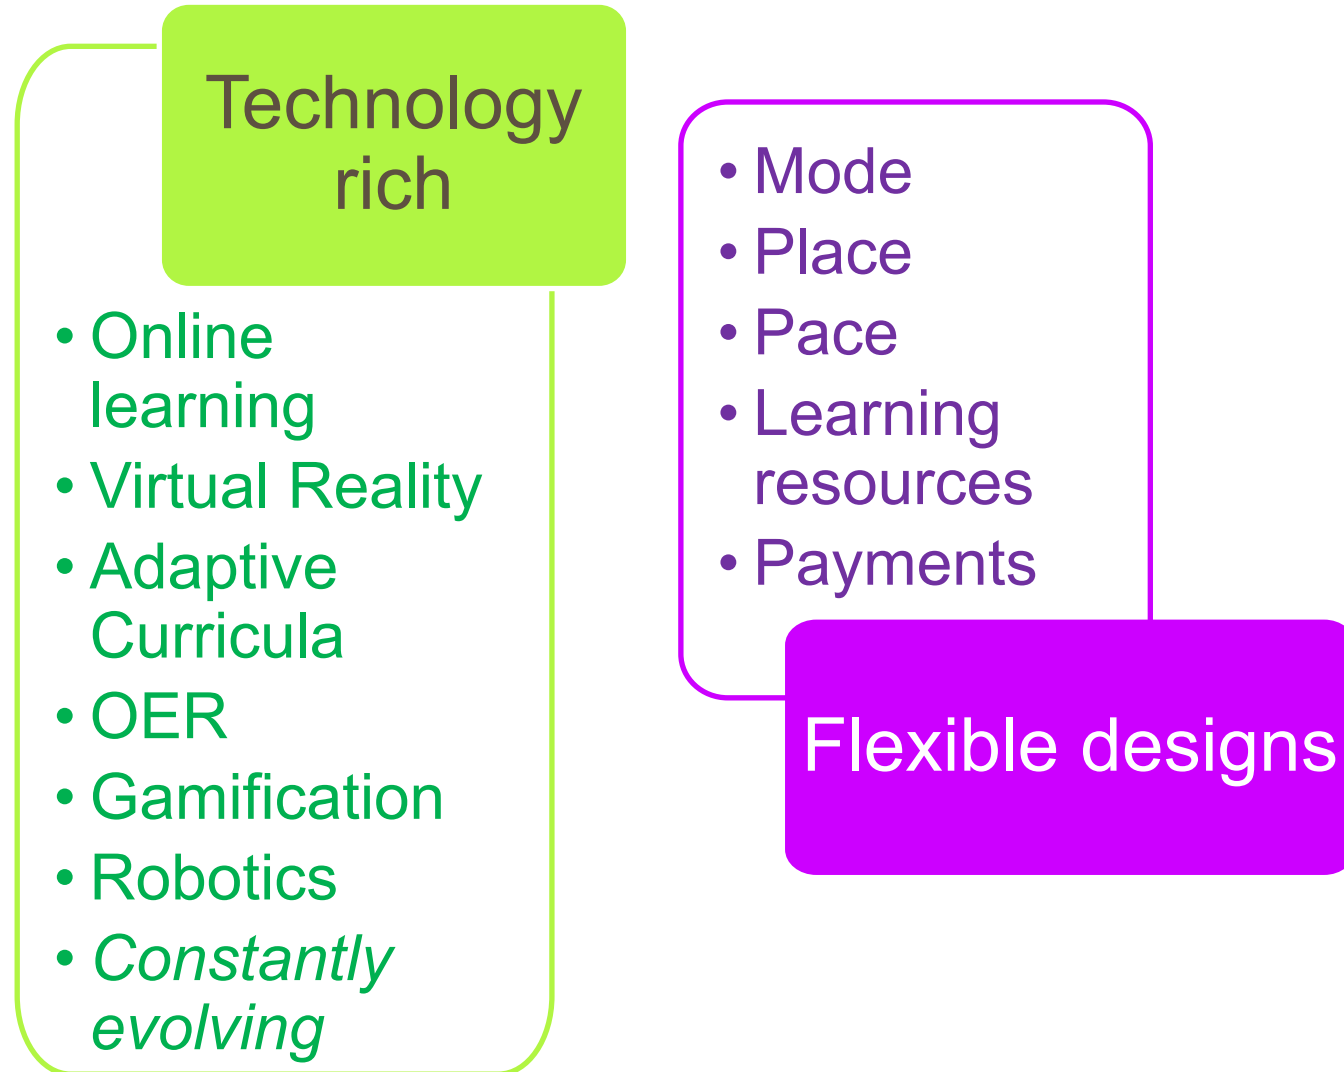 Technology
rich
• Online
learning
• Virtual Reality
• Adaptive
Curricula
• OER
• Gamification
• Robotics
• Constantly
evolving
• Mode
• Place
• Pace
• Learning
resources
• Payments
Flexible designs